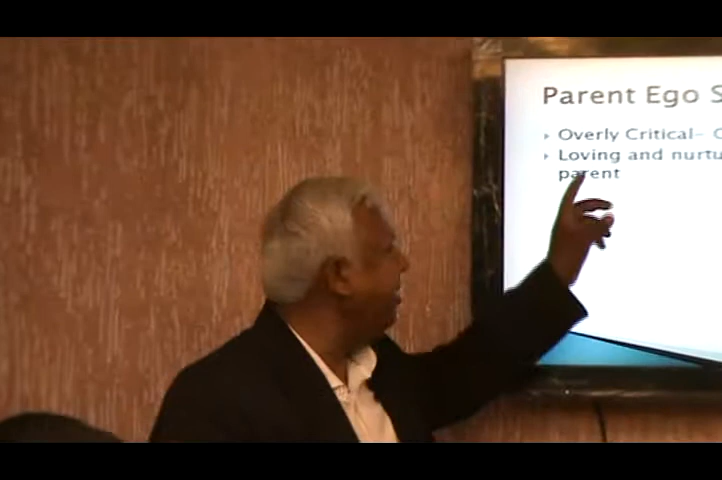 Parent Ego S
Overly Critical- C
Loving and nurtu
parent